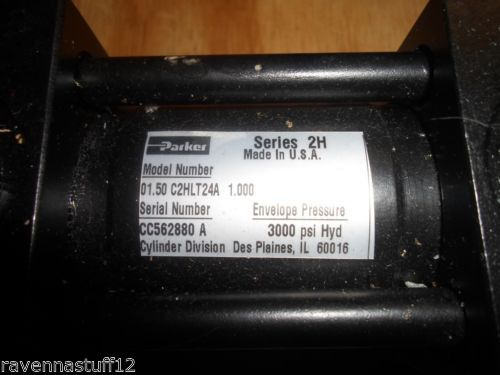 Parker
Series 2H
Made In U.S.A.
Model Number
01.50 C2HLT24A 1.000
Serial Number Envelope Pressure
CC562880 A 3000 psi Hyd
Cylinder Division Des Plaines, IL 60016
ravennastuff12